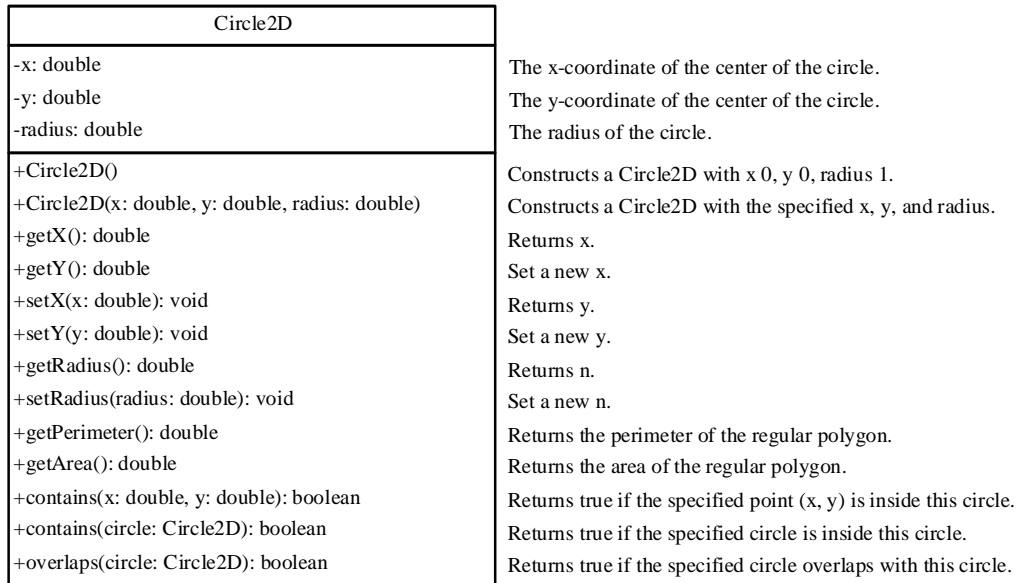 Circle2D
-x: double The x-coordinate of the center of the circle.
-y: double The y-coordinate of the center of the circle.
-radius: double The radius of the circle.
+Circle2D() Constructs a Circle2D with x 0, y 0, radius 1.
+Circle2D(x: double, y: double, radius: double) Constructs a Circle2D with the specified x, y, and radius.
+getX(): double Returns x.
+getY(): double Set a new x.
+setX(x: double): void Returns y.
+setY(y: double): void Set a new y.
+getRadius(): double Returns n.
+setRadius(radius: double): void Set a new n.
+getPerimeter(): double Returns the perimeter of the regular polygon.
+getArea(): double Returns the area of the regular polygon.
+contains(x: double, y: double): boolean Returns true if the specified point (x, y) is inside this circle.
+contains(circle: Circle2D): boolean Returns true if the specified circle is inside this circle.
+overlaps(circle: Circle2D): boolean Returns true if the specified circle overlaps with this circle.